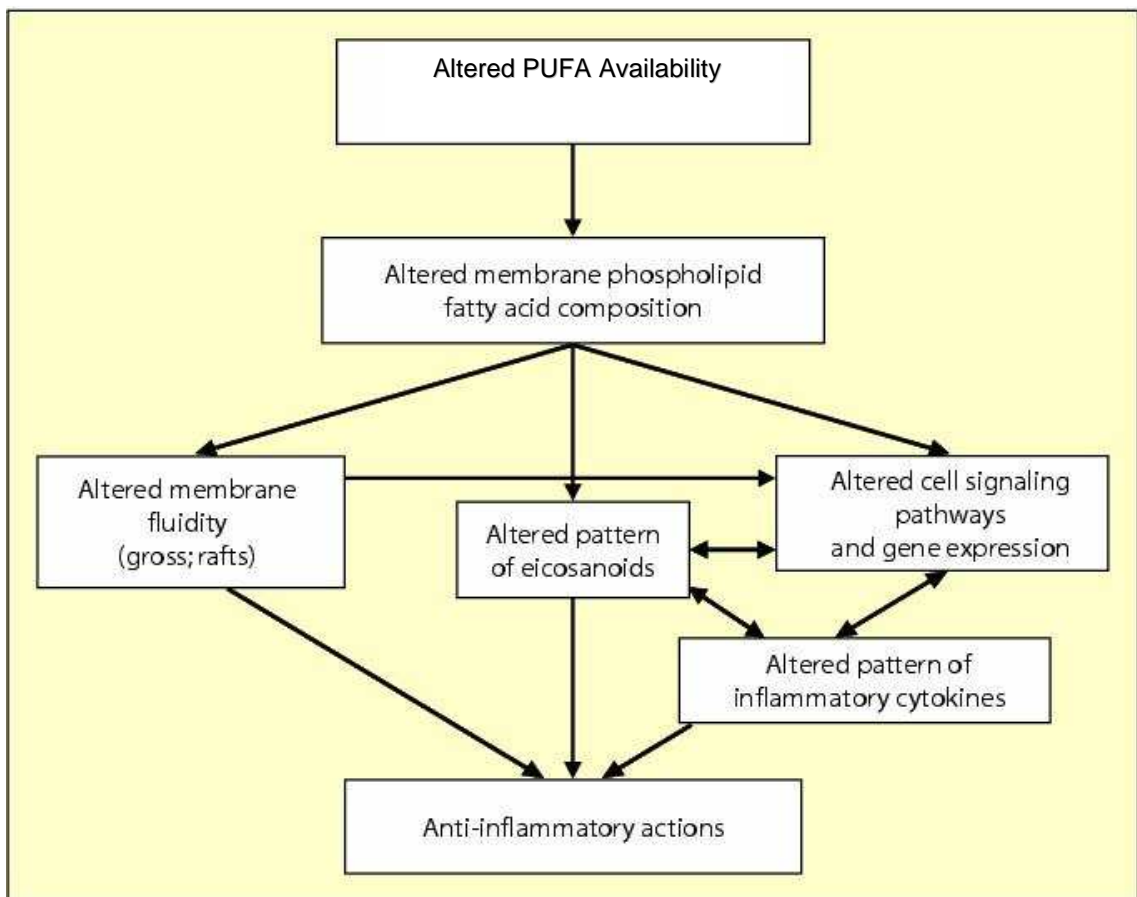 Altered PUFA Availability
Altered membrane phospholipid
fatty acid composition
Altered membrane
fluidity
(gross; rafts)
Altered pattern
of eicosanoids
Altered cell signaling
pathways
and gene expression
Altered pattern of
inflammatory cytokines
Anti-inflammatory actions